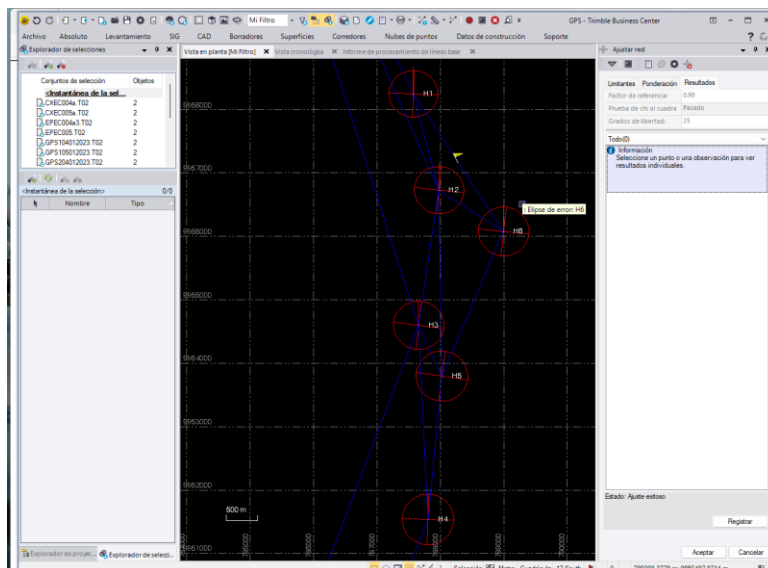 Mi Filtro
GPS - Trimble Business Center
Archivo Absoluto Levantamiento SIG CAD Borradores Superficies Corredores Nubes de puntos Datos de construcción Soporte
Explorador de selecciones
Conjuntos de selección Objetos
<Instantánea de la sel...
CXEC004a.T02 2
CXEC005a.T02 2
EPEC004a3.T02 2
EPEC005.T02 2
GPS104012023.T02 2
GPS105012023.T02 2
GPS204012023.T02 2
<Instantánea de la selección> 0/0
Nombre Tipo
Explorador de proyec... Explorador de selecci...
Vista en planta [Mi Filtro] Vista cronológica Informe de procesamiento de líneas base
9968000
H1
9967000
H2
: Elipse de error: H6
H6
9965000
H3
9964000
H5
9963000
9962000
500 m
H4
9961000
Ajustar red
Limitantes Ponderación Resultados
Factor de referencia: 0.98
Prueba de chi al cuadra Pasado
Grados de libertad: 25
Todo(0)
Información
Seleccione un punto o una observación para ver
resultados individuales.
Estado: Ajuste exitoso
Registrar
Aceptar Cancelar